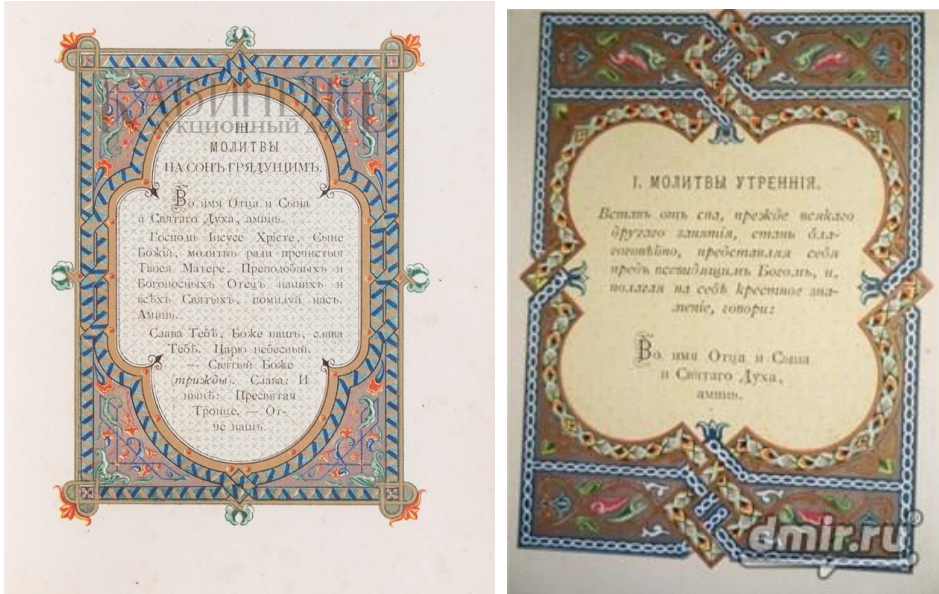 III.
МОЛИТВЫ
НА СОНЪ ГРЯДУЩИМЪ.
Во имя Отца и Сына
и Святаго Духа, аминь.
Господи Іисусе Хрісте, Сыне
Божій, молитвъ ради пречистыя
Твоея Матере, Преподобныхъ и
Богоносныхъ Отецъ нашихъ и
всѣхъ Святыхъ, помилуй насъ.
Аминь.
Слава Тебѣ, Боже нашъ, слава
Тебѣ. Царю небесный.
— Святый Боже
трижды. Слава: И
нынѣ: Пресвятая
Троице, — От-
че нашъ.
I. МОЛИТВЫ УТРЕННІЯ.
Вставъ отъ сна, прежде всякаго
другаго занятія, стань бла-
гоговѣйно, представляя себя
предъ всевидящимъ Богомъ, и,
полагая на себѣ крестное зна-
меніе, говори:
Во имя Отца и Сына
и Святаго Духа,
аминь.
dmir.ru